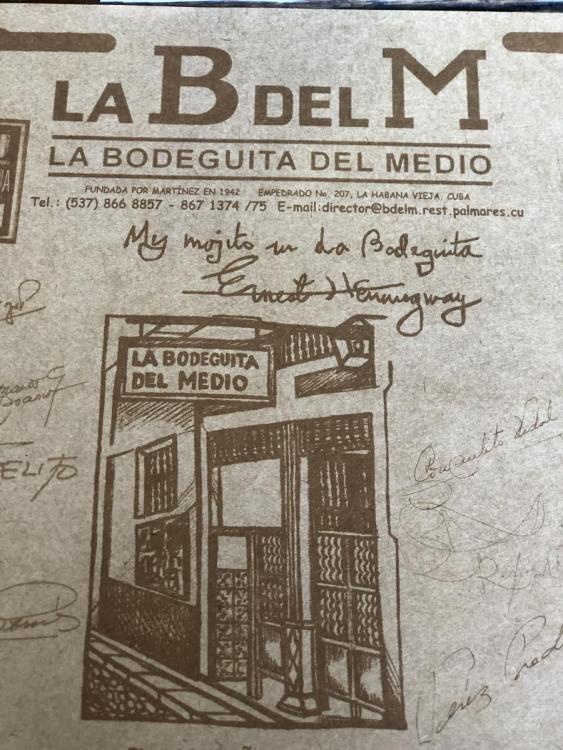 LA B DEL M
LA BODEGUITA DEL MEDIO
FUNDADA POR MARTÍNEZ EN 1942 EMPEDRADO No. 207, LA HABANA VIEJA, CUBA
Tel.: (537) 866 8857 - 867 1374 /75 E-mail:director@bdelm.rest.palmares.cu
My mojito in La Bodeguita
Ernest Hemingway
LA BODEGUITA
DEL MEDIO